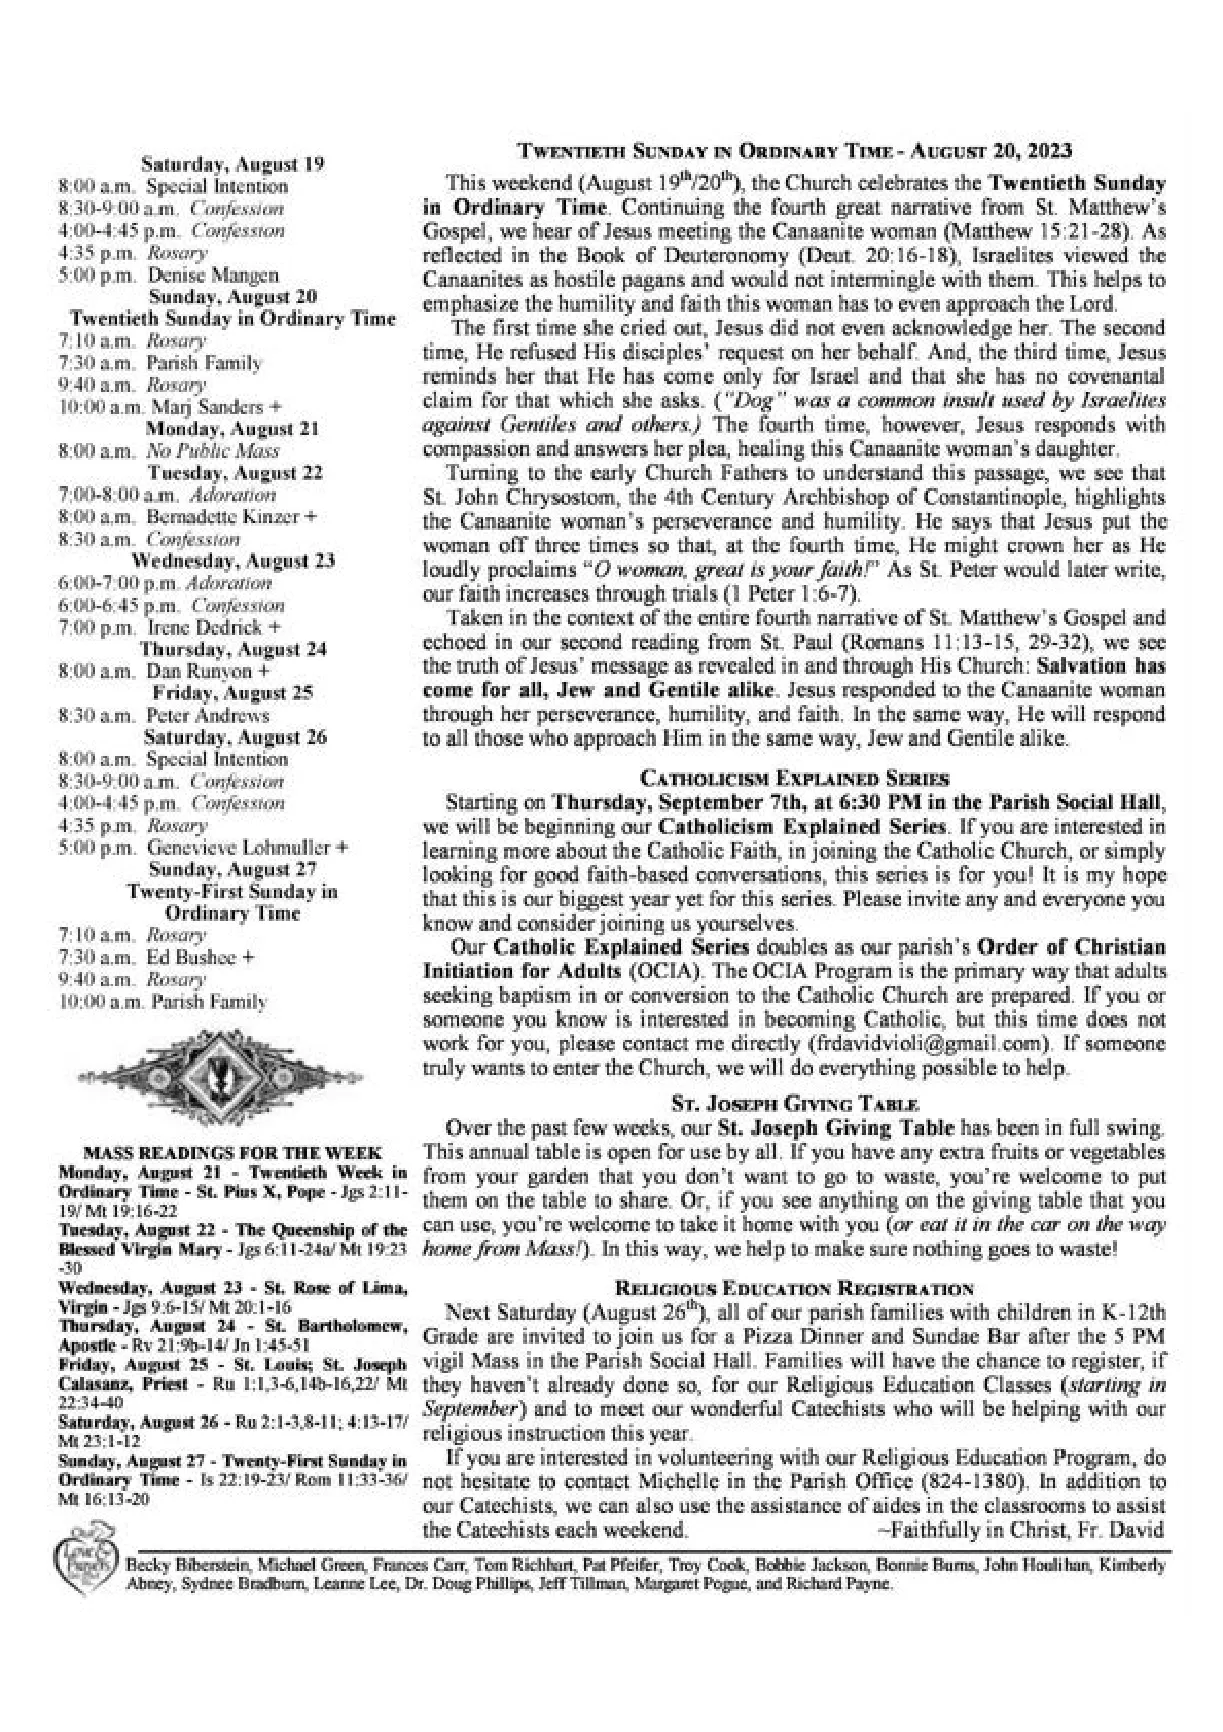 Saturday, August 19
8:00 a.m. Special Intention
8:30-9:00 a.m. Confession
4:00-4:45 p.m. Confession
4:35 p.m. Rosary
5:00 p.m. Denise Mangen
Sunday, August 20
Twentieth Sunday in Ordinary Time
7:10 a.m. Rosary
7:30 a.m. Parish Family
9:40 a.m. Rosary
10:00 a.m. Marj Sanders +
Monday, August 21
8:00 a.m. No Public Mass
Tuesday, August 22
7:00-8:00 a.m. Adoration
8:00 a.m. Bernadette Kinzer +
8:30 a.m. Confession
Wednesday, August 23
6:00-7:00 p.m. Adoration
6:00-6:45 p.m. Confession
7:00 p.m. Irene Dedrick +
Thursday, August 24
8:00 a.m. Dan Runyon +
Friday, August 25
8:30 a.m. Peter Andrews
Saturday, August 26
8:00 a.m. Special Intention
8:30-9:00 a.m. Confession
4:00-4:45 p.m. Confession
4:35 p.m. Rosary
5:00 p.m. Genevieve Lohmuller +
Sunday, August 27
Twenty-First Sunday in
Ordinary Time
7:10 a.m. Rosary
7:30 a.m. Ed Bushee +
9:40 a.m. Rosary
10:00 a.m. Parish Family
MASS READINGS FOR THE WEEK
Monday, August 21 - Twentieth Week in
Ordinary Time - St. Pius X, Pope - Jgs 2:11-
19/ Mt 19:16-22
Tuesday, August 22 - The Queenship of the
Blessed Virgin Mary - Jgs 6:11-24a/ Mt 19:23
-30
Wednesday, August 23 - St. Rose of Lima,
Virgin - Jgs 9:6-15/ Mt 20:1-16
Thursday, August 24 - St. Bartholomew,
Apostle - Rv 21:9b-14/ Jn 1:45-51
Friday, August 25 - St. Louis; St. Joseph
Calasanz, Priest - Ru 1:1,3-6,14b-16,22/ Mt
22:34-40
Saturday, August 26 - Ru 2:1-3,8-11; 4:13-17/
Mt 23:1-12
Sunday, August 27 - Twenty-First Sunday in
Ordinary Time - Is 22:19-23/ Rom 11:33-36/
Mt 16:13-20
TWENTIETH SUNDAY IN ORDINARY TIME - AUGUST 20, 2023
This weekend (August 19th/20th), the Church celebrates the Twentieth Sunday
in Ordinary Time. Continuing the fourth great narrative from St. Matthew's
Gospel, we hear of Jesus meeting the Canaanite woman (Matthew 15:21-28). As
reflected in the Book of Deuteronomy (Deut. 20:16-18), Israelites viewed the
Canaanites as hostile pagans and would not intermingle with them. This helps to
emphasize the humility and faith this woman has to even approach the Lord.
The first time she cried out, Jesus did not even acknowledge her. The second
time, He refused His disciples' request on her behalf. And, the third time, Jesus
reminds her that He has come only for Israel and that she has no covenantal
claim for that which she asks. ("Dog" was a common insult used by Israelites
against Gentiles and others.) The fourth time, however, Jesus responds with
compassion and answers her plea, healing this Canaanite woman's daughter.
Turning to the early Church Fathers to understand this passage, we see that
St. John Chrysostom, the 4th Century Archbishop of Constantinople, highlights
the Canaanite woman's perseverance and humility. He says that Jesus put the
woman off three times so that, at the fourth time, He might crown her as He
loudly proclaims "O woman, great is your faith!" As St. Peter would later write,
our faith increases through trials (1 Peter 1:6-7).
Taken in the context of the entire fourth narrative of St. Matthew's Gospel and
echoed in our second reading from St. Paul (Romans 11:13-15, 29-32), we see
the truth of Jesus' message as revealed in and through His Church: Salvation has
come for all, Jew and Gentile alike. Jesus responded to the Canaanite woman
through her perseverance, humility, and faith. In the same way, He will respond
to all those who approach Him in the same way, Jew and Gentile alike.
CATHOLICISM EXPLAINED SERIES
Starting on Thursday, September 7th, at 6:30 PM in the Parish Social Hall,
we will be beginning our Catholicism Explained Series. If you are interested in
learning more about the Catholic Faith, in joining the Catholic Church, or simply
looking for good faith-based conversations, this series is for you! It is my hope
that this is our biggest year yet for this series. Please invite any and everyone you
know and consider joining us yourselves.
Our Catholic Explained Series doubles as our parish's Order of Christian
Initiation for Adults (OCIA). The OCIA Program is the primary way that adults
seeking baptism in or conversion to the Catholic Church are prepared. If you or
someone you know is interested in becoming Catholic, but this time does not
work for you, please contact me directly (frdavidvioli@gmail.com). If someone
truly wants to enter the Church, we will do everything possible to help.
ST. JOSEPH GIVING TABLE
Over the past few weeks, our St. Joseph Giving Table has been in full swing.
This annual table is open for use by all. If you have any extra fruits or vegetables
from your garden that you don't want to go to waste, you're welcome to put
them on the table to share. Or, if you see anything on the giving table that you
can use, you're welcome to take it home with you (or eat it in the car on the way
home from Mass!). In this way, we help to make sure nothing goes to waste!
RELIGIOUS EDUCATION REGISTRATION
Next Saturday (August 26th), all of our parish families with children in K-12th
Grade are invited to join us for a Pizza Dinner and Sundae Bar after the 5 PM
vigil Mass in the Parish Social Hall. Families will have the chance to register, if
they haven't already done so, for our Religious Education Classes (starting in
September) and to meet our wonderful Catechists who will be helping with our
religious instruction this year.
If you are interested in volunteering with our Religious Education Program, do
not hesitate to contact Michelle in the Parish Office (824-1380). In addition to
our Catechists, we can also use the assistance of aides in the classrooms to assist
the Catechists each weekend. ~Faithfully in Christ, Fr. David
Becky Biberstein, Michael Green, Frances Carr, Tom Richhart, Pat Pfeifer, Troy Cook, Bobbie Jackson, Bonnie Burns, John Houlihan, Kimberly
Abney, Sydnee Bradburn, Leanne Lee, Dr. Doug Phillips, Jeff Tillman, Margaret Pogue, and Richard Payne.